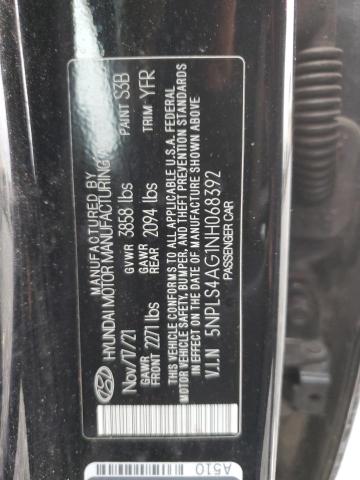 MANUFACTURED BY
HYUNDAI MOTOR MANUFACTURING
Nov/17/21 GVWR 3858 lbs PAINT S3B
GAWR FRONT 2271 lbs GAWR REAR 2094 lbs TRIM YFR
THIS VEHICLE CONFORMS TO ALL APPLICABLE U.S.A. FEDERAL
MOTOR VEHICLE SAFETY, BUMPER, AND THEFT PREVENTION STANDARDS
IN EFFECT ON THE DATE OF MANUFACTURE SHOWN ABOVE.
V.I.N 5NPLS4AG1NH068392
PASSENGER CAR
A510